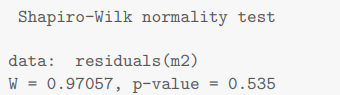 Shapiro-Wilk normality test
data:  residuals(m2)
W = 0.97057, p-value = 0.535